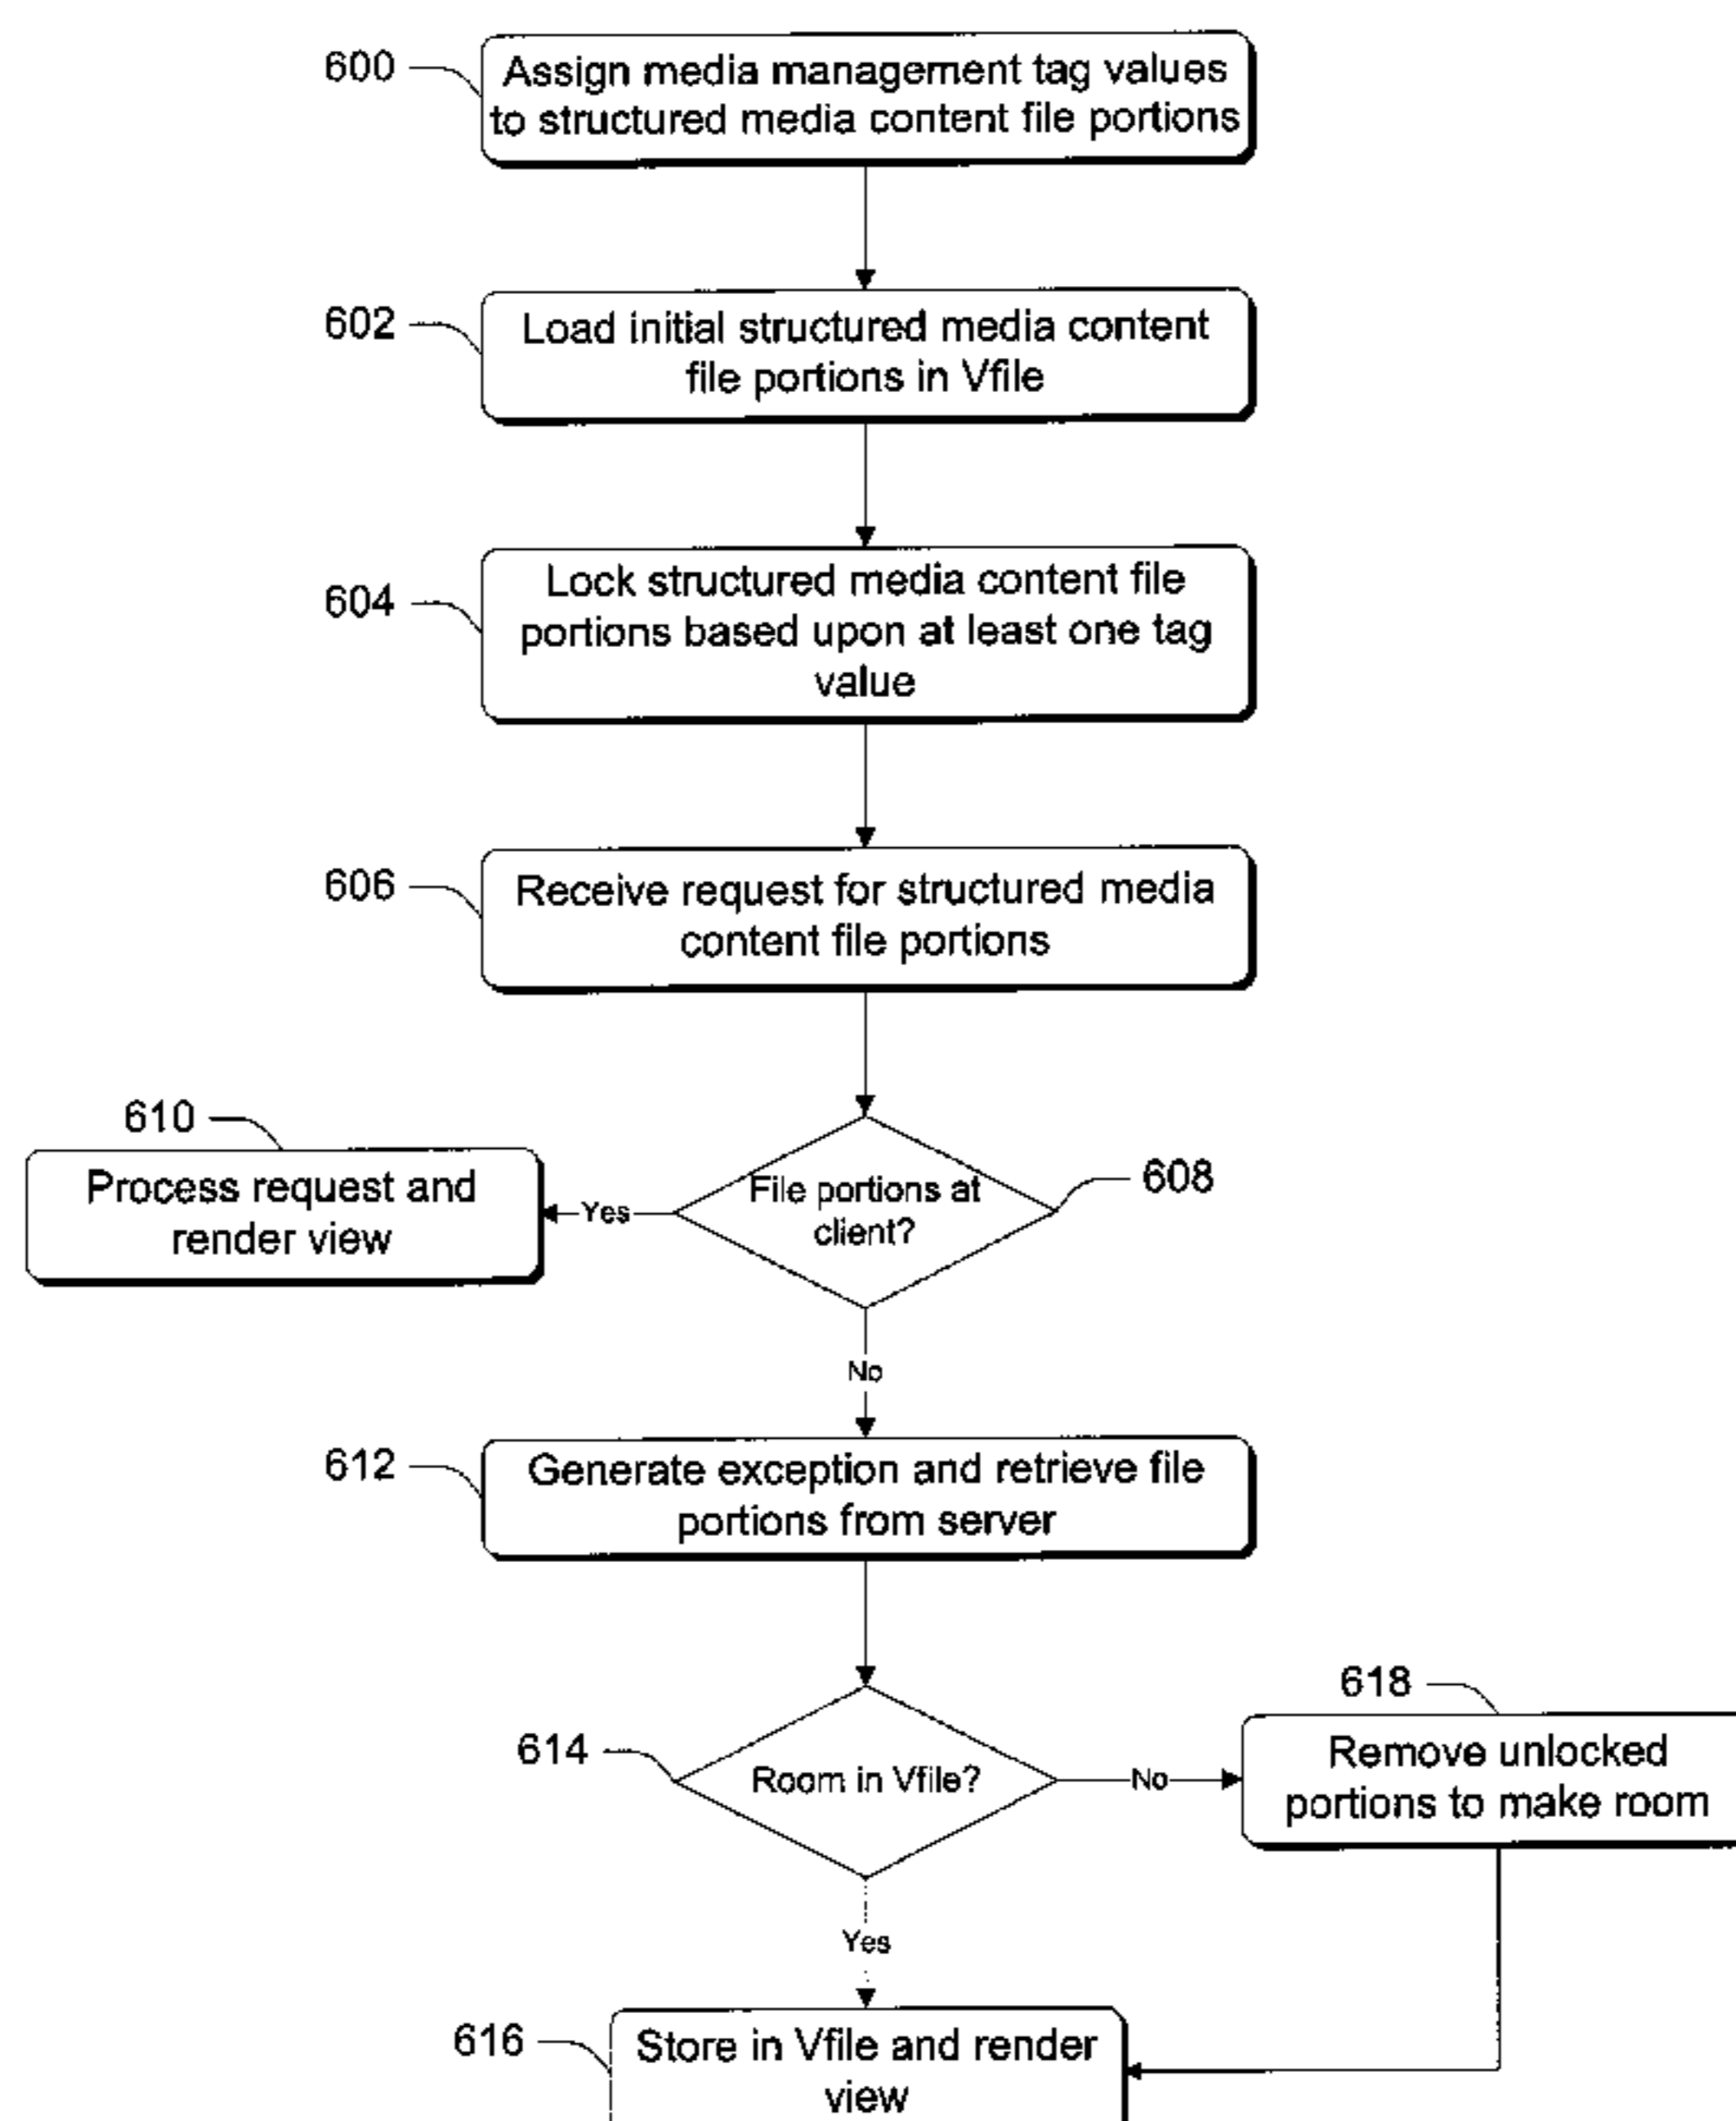 600
Assign media management tag values
to structured media content file portions
602
Load initial structured media content
file portions in Vfile
604
Lock structured media content file
portions based upon at least one tag
value
606
Receive request for structured media
content file portions
610
Process request and
render view
Yes
File portions at
client?
608
No
612
Generate exception and retrieve file
portions from server
614
Room in Vfile?
No
618
Remove unlocked
portions to make room
Yes
616
Store in Vfile and render
view